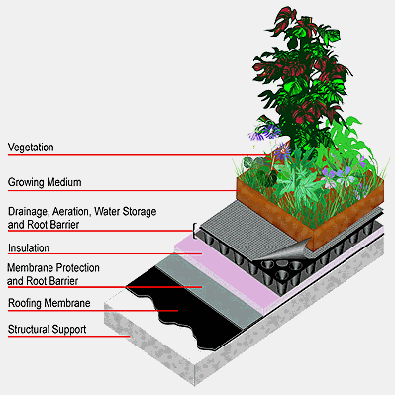 Vegetation
Growing Medium
Drainage, Aeration, Water Storage
and Root Barrier
Insulation
Membrane Protection
and Root Barrier
Roofing Membrane
Structural Support